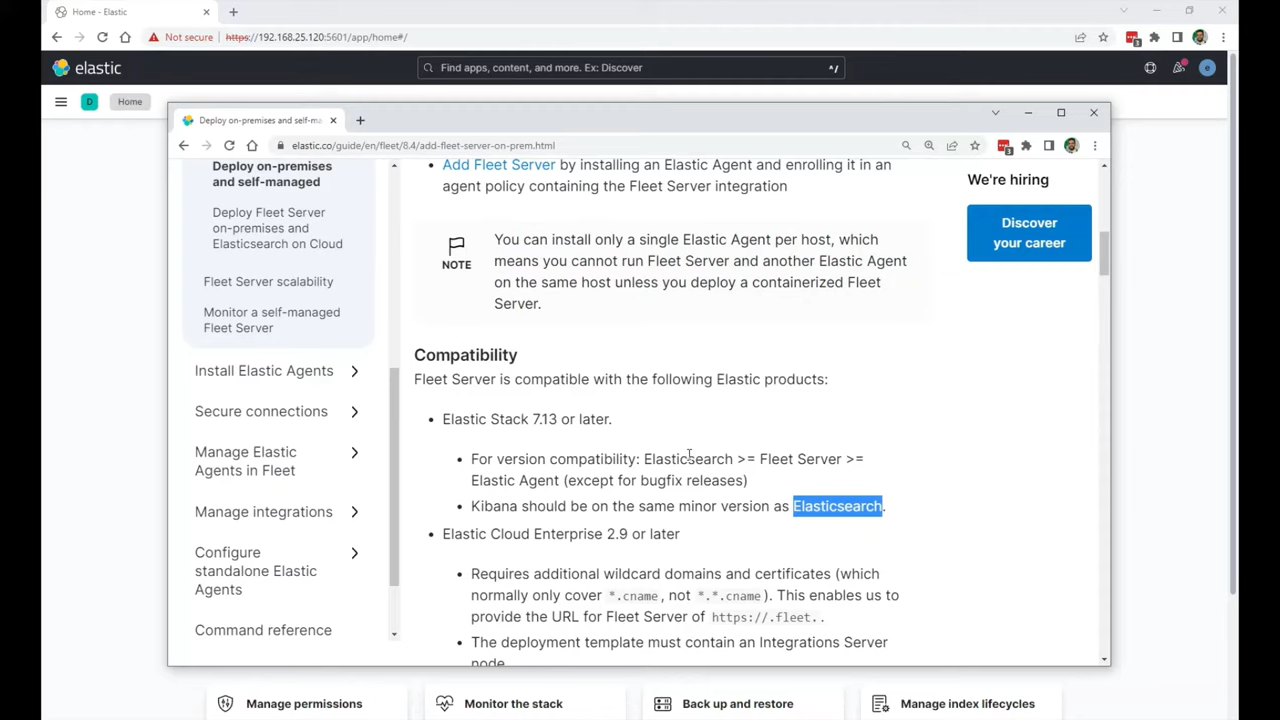 Home - Elastic
Not secure
https://192.168.25.120:5601/app/home#/
3
elastic
Find apps, content, and more. Ex: Discover
^/
e
D
Home
Deploy on-premises and self-ma
elastic.co/guide/en/fleet/8.4/add-fleet-server-on-prem.html
3
Deploy on-premises
and self-managed
Deploy Fleet Server
on-premises and
Elasticsearch on Cloud
Fleet Server scalability
Monitor a self-managed
Fleet Server
Install Elastic Agents
Secure connections
Manage Elastic
Agents in Fleet
Manage integrations
Configure
standalone Elastic
Agents
Command reference
• Add Fleet Server by installing an Elastic Agent and enrolling it in an
agent policy containing the Fleet Server integration
NOTE
You can install only a single Elastic Agent per host, which
means you cannot run Fleet Server and another Elastic Agent
on the same host unless you deploy a containerized Fleet
Server.
Compatibility
Fleet Server is compatible with the following Elastic products:
• Elastic Stack 7.13 or later.
• For version compatibility: Elasticsearch >= Fleet Server >=
Elastic Agent (except for bugfix releases)
• Kibana should be on the same minor version as Elasticsearch.
• Elastic Cloud Enterprise 2.9 or later
• Requires additional wildcard domains and certificates (which
normally only cover *.cname, not *.*.cname). This enables us to
provide the URL for Fleet Server of https://.fleet..
• The deployment template must contain an Integrations Server
node.
We're hiring
Discover
your career
Manage permissions
Monitor the stack
Back up and restore
Manage index lifecycles